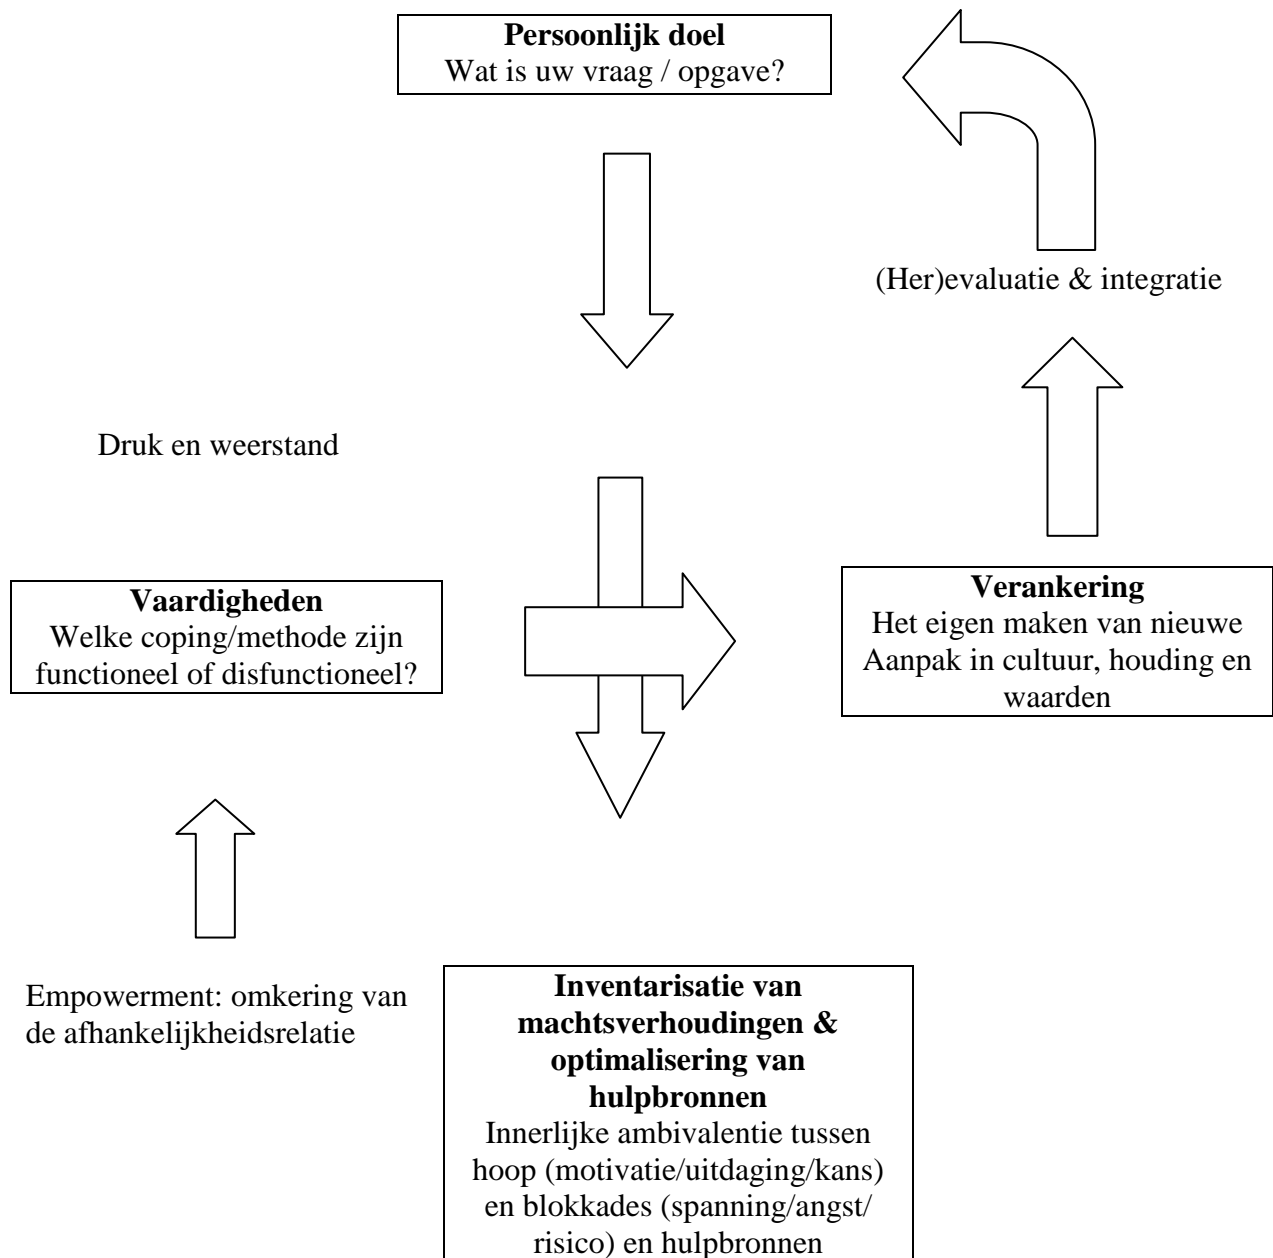 Persoonlijk doel
Wat is uw vraag / opgave?
(Her)evaluatie & integratie
Druk en weerstand
Vaardigheden
Welke coping/methode zijn
functioneel of disfunctioneel?
Verankering
Het eigen maken van nieuwe
Aanpak in cultuur, houding en
waarden
Empowerment: omkering van
de afhankelijkheidsrelatie
Inventarisatie van
machtsverhoudingen &
optimalisering van
hulpbronnen
Innerlijke ambivalentie tussen
hoop (motivatie/uitdaging/kans)
en blokkades (spanning/angst/
risico) en hulpbronnen